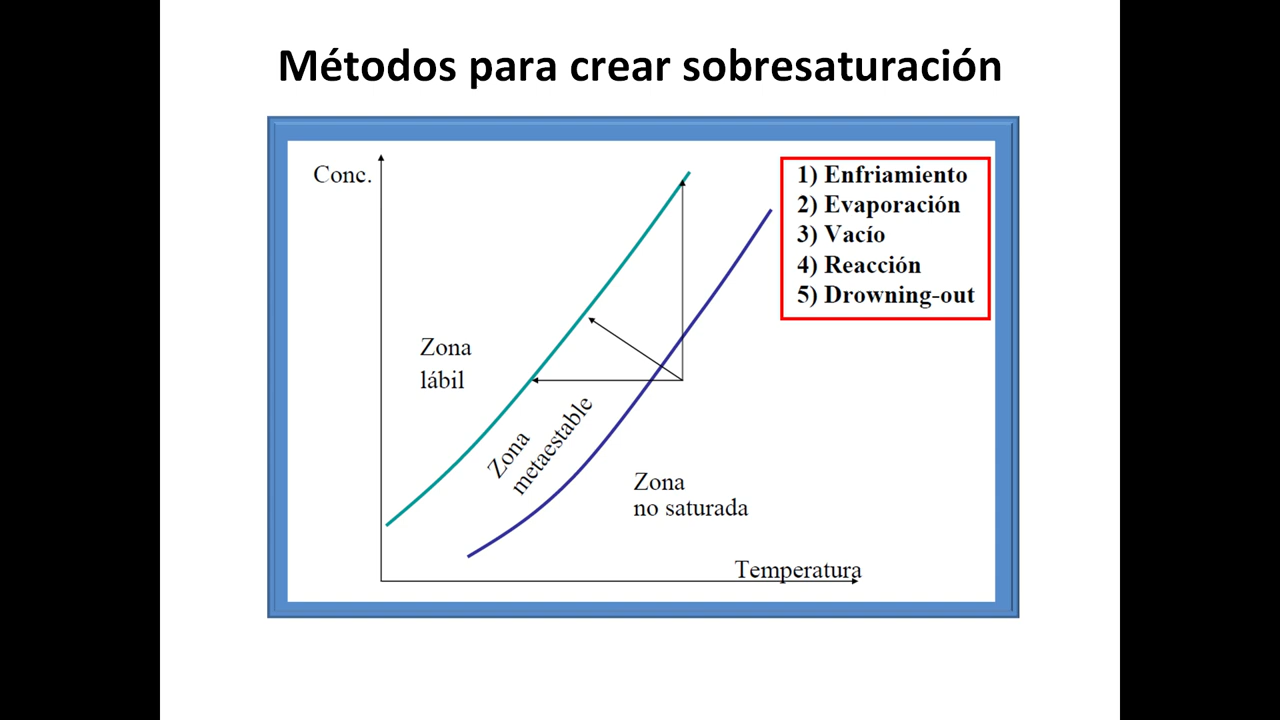 Métodos para crear sobresaturación
Conc.
1) Enfriamiento
2) Evaporación
3) Vacío
4) Reacción
5) Drowning-out
Zona
lábil
Zona
metaestable
Zona
no saturada
Temperatura